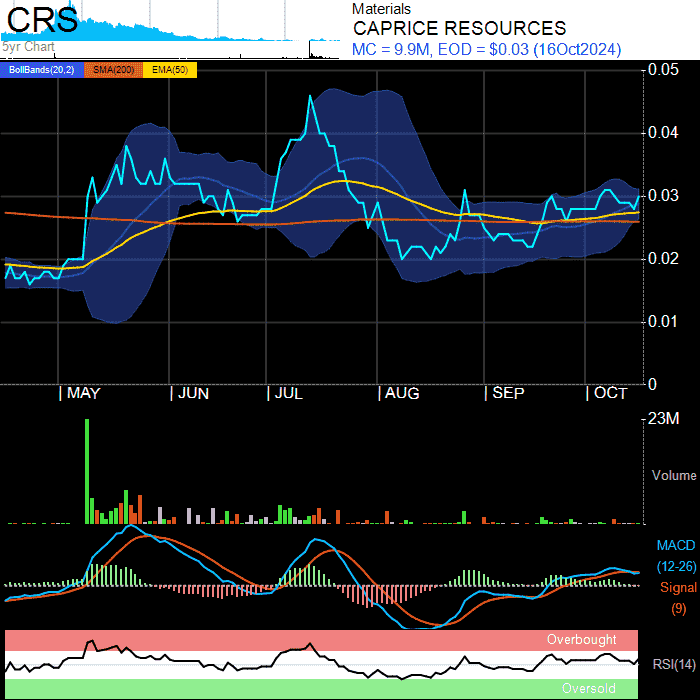 CRS
5yr Chart
Materials
CAPRICE RESOURCES
MC = 9.9M, EOD = $0.03 (16Oct2024)
BollBands(20,2) SMA(200) EMA(50)
0.05
0.04
0.03
0.02
0.01
0
MAY JUN JUL AUG SEP OCT
23M
Volume
MACD
(12-26)
Signal
(9)
Overbought
RSI(14)
Oversold